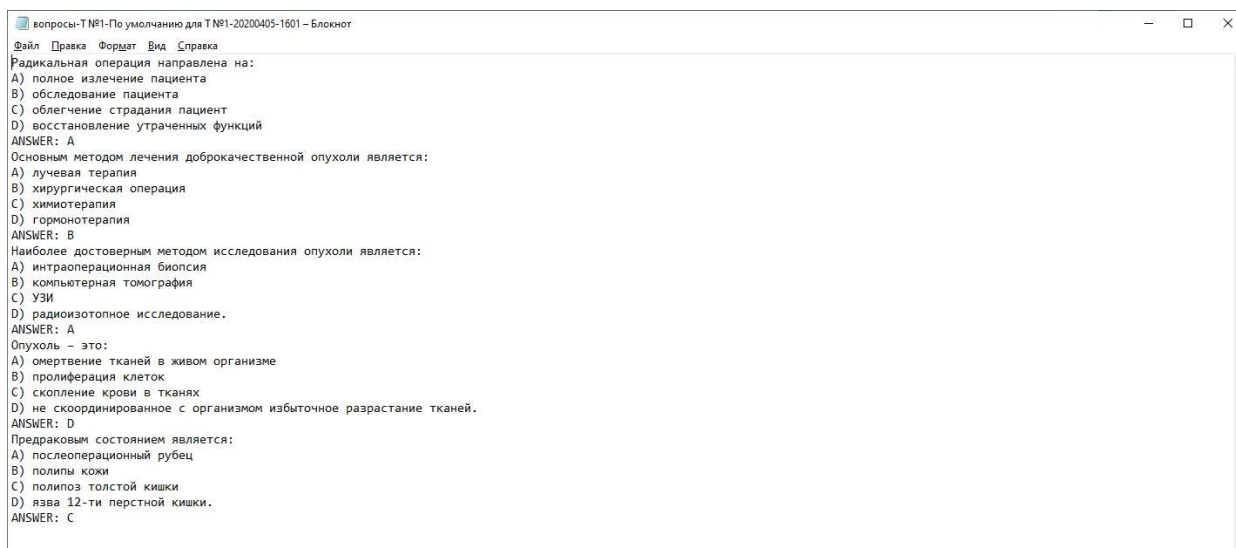 вопросы-Т №1-По умолчанию для Т №1-20200405-1601 – Блокнот
Файл Правка Формат Вид Справка
Радикальная операция направлена на:
A) полное излечение пациента
B) обследование пациента
C) облегчение страдания пациент
D) восстановление утраченных функций
ANSWER: A
Основным методом лечения доброкачественной опухоли является:
A) лучевая терапия
B) хирургическая операция
C) химиотерапия
D) гормонотерапия
ANSWER: B
Наиболее достоверным методом исследования опухоли является:
A) интраоперационная биопсия
B) компьютерная томография
C) УЗИ
D) радиоизотопное исследование.
ANSWER: A
Опухоль – это:
A) омертвение тканей в живом организме
B) пролиферация клеток
C) скопление крови в тканях
D) не скоординированное с организмом избыточное разрастание тканей.
ANSWER: D
Предраковым состоянием является:
A) послеоперационный рубец
B) полипы кожи
C) полипоз толстой кишки
D) язва 12-ти перстной кишки.
ANSWER: C